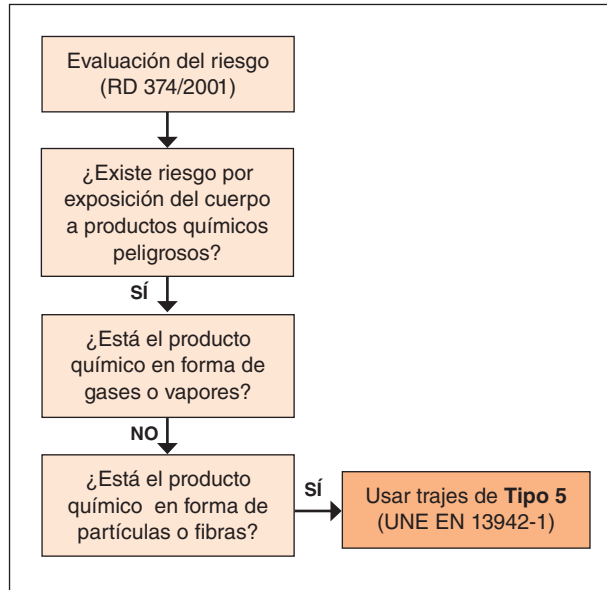 Evaluación del riesgo
(RD 374/2001)
¿Existe riesgo por
exposición del cuerpo
a productos químicos
peligrosos?
SÍ
¿Está el producto
químico en forma de
gases o vapores?
NO
¿Está el producto
químico en forma de
partículas o fibras?
SÍ
Usar trajes de Tipo 5
(UNE EN 13942-1)